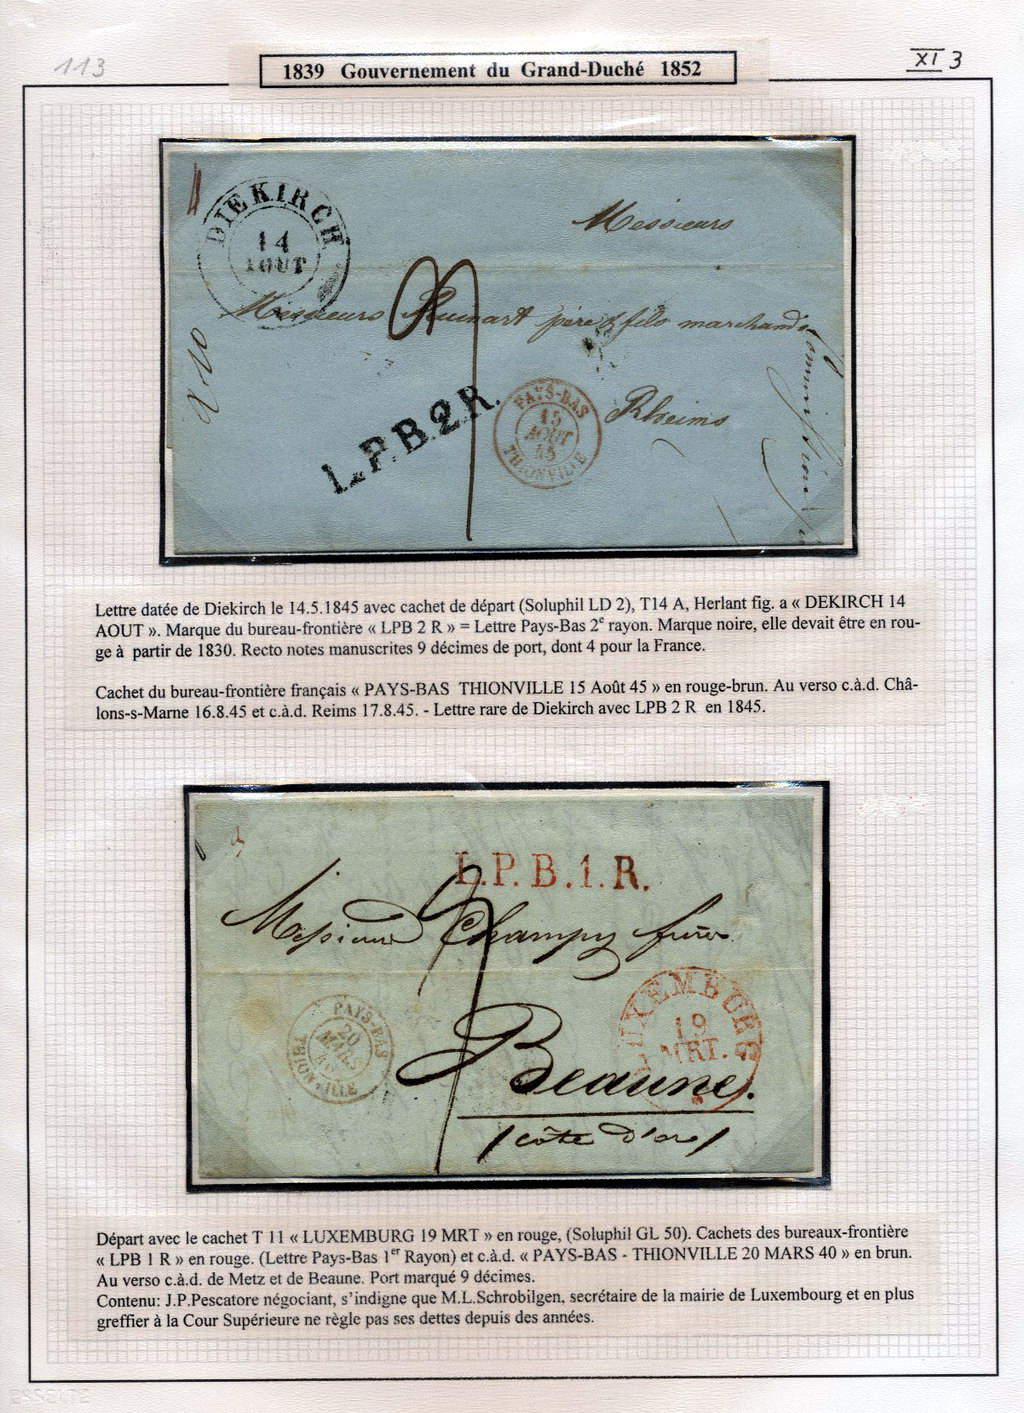 113
1839 Gouvernement du Grand-Duché 1852
XI 3
DIEKIRCH
14
AOUT
Messieurs
Messieurs Ruinart père & fils marchands
Rheims
L.P.B.2.R.
PAYS-BAS
15
AOUT
45
THIONVILLE
Lettre datée de Diekirch le 14.5.1845 avec cachet de départ (Soluphil LD 2), T14 A, Herlant fig. a « DEKIRCH 14
AOUT ». Marque du bureau-frontière « LPB 2 R » = Lettre Pays-Bas 2e rayon. Marque noire, elle devait être en rou-
ge à partir de 1830. Recto notes manuscrites 9 décimes de port, dont 4 pour la France.
Cachet du bureau-frontière français « PAYS-BAS THIONVILLE 15 Août 45 » en rouge-brun. Au verso c.à.d. Châ-
lons-s-Marne 16.8.45 et c.à.d. Reims 17.8.45. - Lettre rare de Diekirch avec LPB 2 R en 1845.
L.P.B.1.R.
Messieurs Champy frères
PAYS-BAS
20
MARS
40
THIONVILLE
LUXEMBURG
19
MRT.
Beaune.
/côte d'or/
Départ avec le cachet T 11 « LUXEMBURG 19 MRT » en rouge, (Soluphil GL 50). Cachets des bureaux-frontière
« LPB 1 R » en rouge. (Lettre Pays-Bas 1er Rayon) et c.à.d. « PAYS-BAS - THIONVILLE 20 MARS 40 » en brun.
Au verso c.à.d. de Metz et de Beaune. Port marqué 9 décimes.
Contenu: J.P.Pescatore négociant, s'indigne que M.L.Schrobilgen, secrétaire de la mairie de Luxembourg et en plus
greffier à la Cour Supérieure ne règle pas ses dettes depuis des années.
ESSELTE